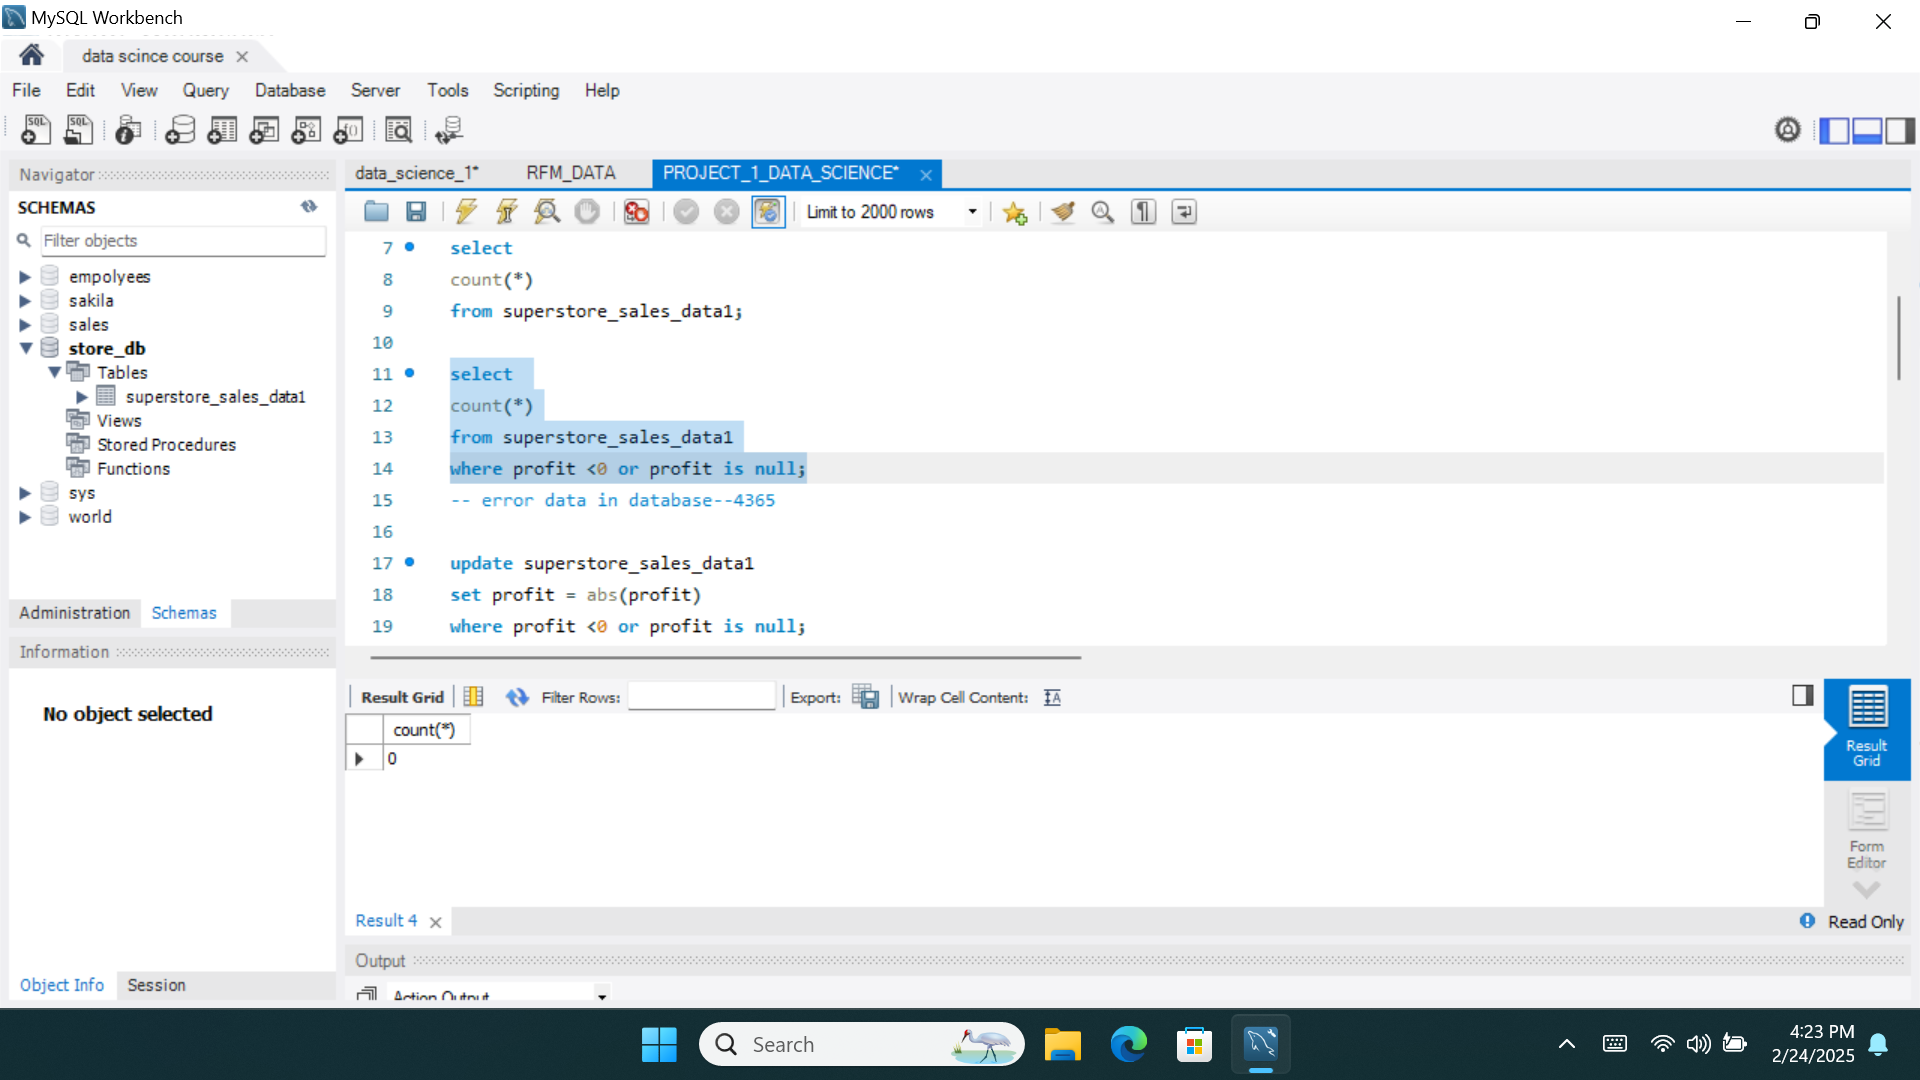 MySQL Workbench
data scince course
File Edit View Query Database Server Tools Scripting Help
Navigator
SCHEMAS
Filter objects
empolyees
sakila
sales
store_db
Tables
superstore_sales_data1
Views
Stored Procedures
Functions
sys
world
Administration Schemas
Information
No object selected
Object Info Session
data_science_1* RFM_DATA PROJECT_1_DATA_SCIENCE*
Limit to 2000 rows
7 select
8 count(*)
9 from superstore_sales_data1;
10
11 select
12 count(*)
13 from superstore_sales_data1
14 where profit <0 or profit is null;
15 -- error data in database--4365
16
17 update superstore_sales_data1
18 set profit = abs(profit)
19 where profit <0 or profit is null;
Result Grid Filter Rows: Export: Wrap Cell Content:
count(*)
0
Result
Grid
Form
Editor
Result 4
Read Only
Output
Action Output
Search
4:23 PM
2/24/2025